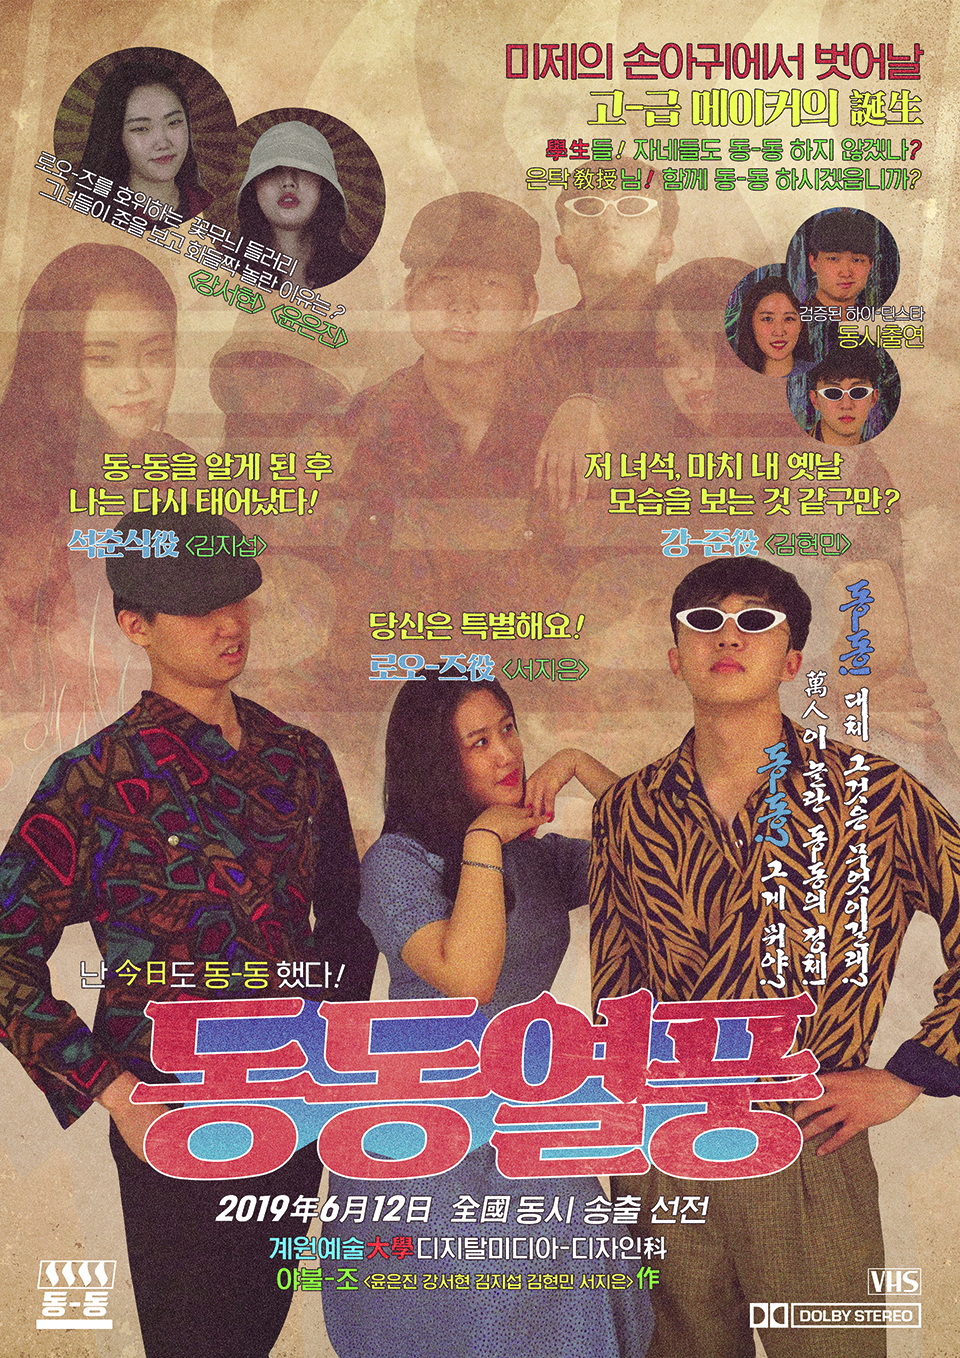 미제의 손아귀에서 벗어날
고-급 메이커의 誕生
學生들! 자네들도 동-동 하지 않겠나?
은탁 敎授님! 함께 동-동 하시겠읍니까?
로오-즈를 호위하는 꽃무늬 들러리
그녀들이 준을 보고 화들짝 놀란 이유는?
<강서현> <윤은진>
검증된 하이-틴스타
동시출연
동-동을 알게 된 후
나는 다시 태어났다!
석춘식役 <김지섭>
저 녀석, 마치 내 옛날
모습을 보는 것 같구만?
강-준役 <김현민>
당신은 특별해요!
로오-즈役 <서지은>
동동! 대체 그것은 무엇이길래?
萬人이 놀란 동동의 정체!
동동? 그게 뭐야?
난 今日도 동-동 했다!
동동열풍
2019年6月12日 全國 동시 송출 선전
계원예술大學디지탈미디아-디자인科
야불-조 <윤은진 강서현 김지섭 김현민 서지은> 作
동-동
VHS
DOLBY STEREO